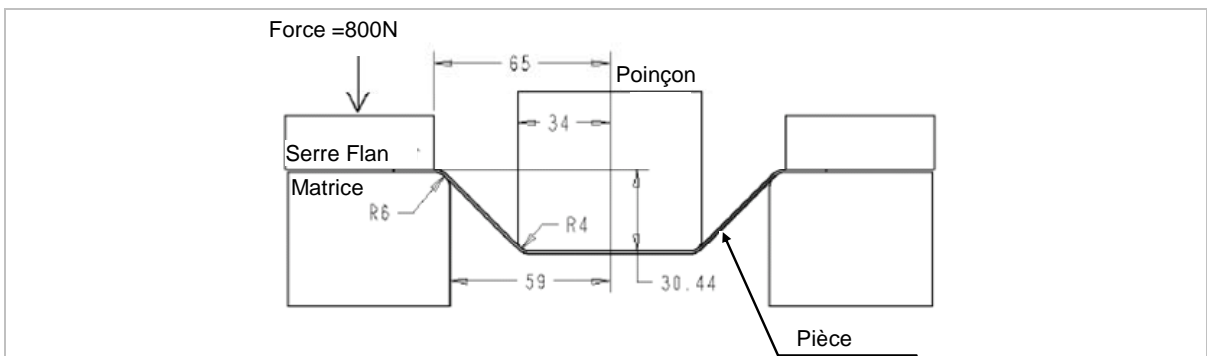 Force =800N
65
Poinçon
34
Serre Flan
Matrice
R6
R4
59
30.44
Pièce